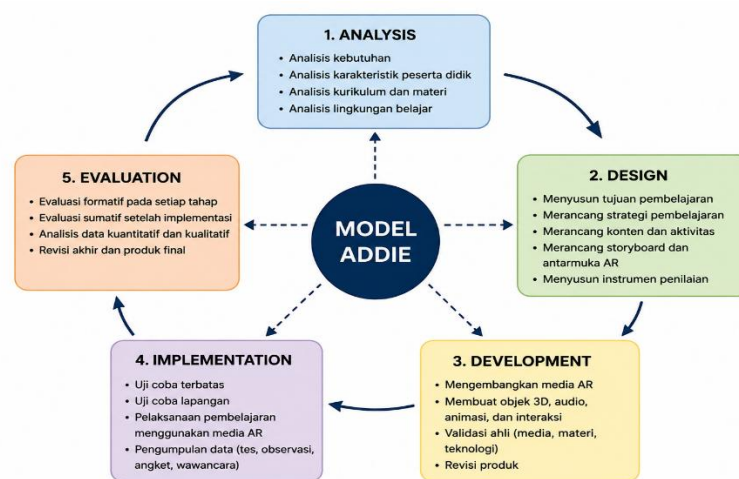 1. ANALYSIS
• Analisis kebutuhan
• Analisis karakteristik peserta didik
• Analisis kurikulum dan materi
• Analisis lingkungan belajar
2. DESIGN
• Menyusun tujuan pembelajaran
• Merancang strategi pembelajaran
• Merancang konten dan aktivitas
• Merancang storyboard dan
antarmuka AR
• Menyusun instrumen penilaian
5. EVALUATION
• Evaluasi formatif pada setiap tahap
• Evaluasi sumatif setelah implementasi
• Analisis data kuantitatif dan kualitatif
• Revisi akhir dan produk final
MODEL
ADDIE
4. IMPLEMENTATION
• Uji coba terbatas
• Uji coba lapangan
• Pelaksanaan pembelajaran
menggunakan media AR
• Pengumpulan data (tes, observasi,
angket, wawancara)
3. DEVELOPMENT
• Mengembangkan media AR
• Membuat objek 3D, audio,
animasi, dan interaksi
• Validasi ahli (media, materi,
teknologi)
• Revisi produk